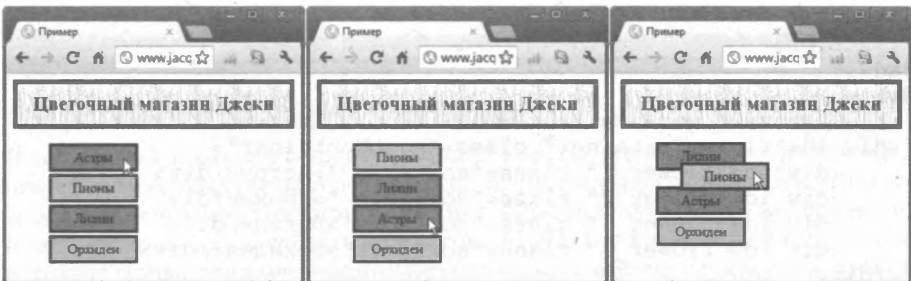 Пример
www.jacq
Цветочный магазин Джеки
Астры
Пионы
Лилии
Орхидеи
Пример
www.jacq
Цветочный магазин Джеки
Пионы
Лилии
Астры
Орхидеи
Пример
www.jacq
Цветочный магазин Джеки
Лилии
Пионы
Астры
Орхидеи